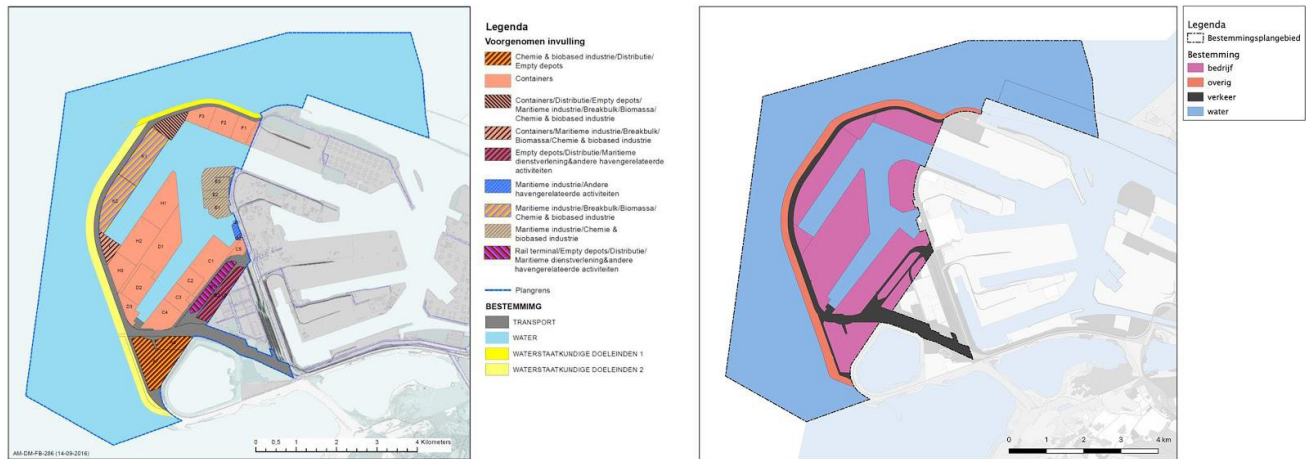 Legenda
Voorgenomen invulling
Chemie & biobased industrie/Distributie/
Empty depots
Containers
Containers/Distributie/Empty depots/
Maritieme industrie/Breakbulk/Biomassa/
Chemie & biobased industrie
Containers/Maritieme industrie/Breakbulk/
Biomassa/Chemie & biobased industrie
Empty depots/Distributie/Maritieme
dienstverlening&andere havengerelateerde
activiteiten
Maritieme industrie/Andere
havengerelateerde activiteiten
Maritieme industrie/Breakbulk/Biomassa/
Chemie & biobased industrie
Maritieme industrie/Chemie &
biobased industrie
Rail terminal/Empty depots/Distributie/
Maritieme dienstverlening&andere
havengerelateerde activiteiten
Plangrens
BESTEMMIMG
TRANSPORT
WATER
WATERSTAATKUNDIGE DOELEINDEN 1
WATERSTAATKUNDIGE DOELEINDEN 2
F3
F2
F1
H1
H2
D1
H3
D2
D3
C1
C2
C3
C4
C5
0 0,5 1 2 3 4 Kilometers
AM-DM-FB-286 (14-09-2016)
Legenda
Bestemmingsplangebied
Bestemming
bedrijf
overig
verkeer
water
0 1 2 3 4 km